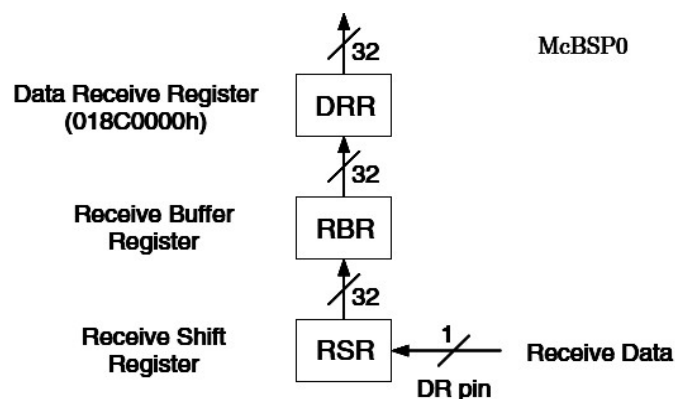 32
McBSP0
Data Receive Register
(018C0000h)
DRR
32
Receive Buffer
Register
RBR
32
Receive Shift
Register
RSR
1
Receive Data
DR pin